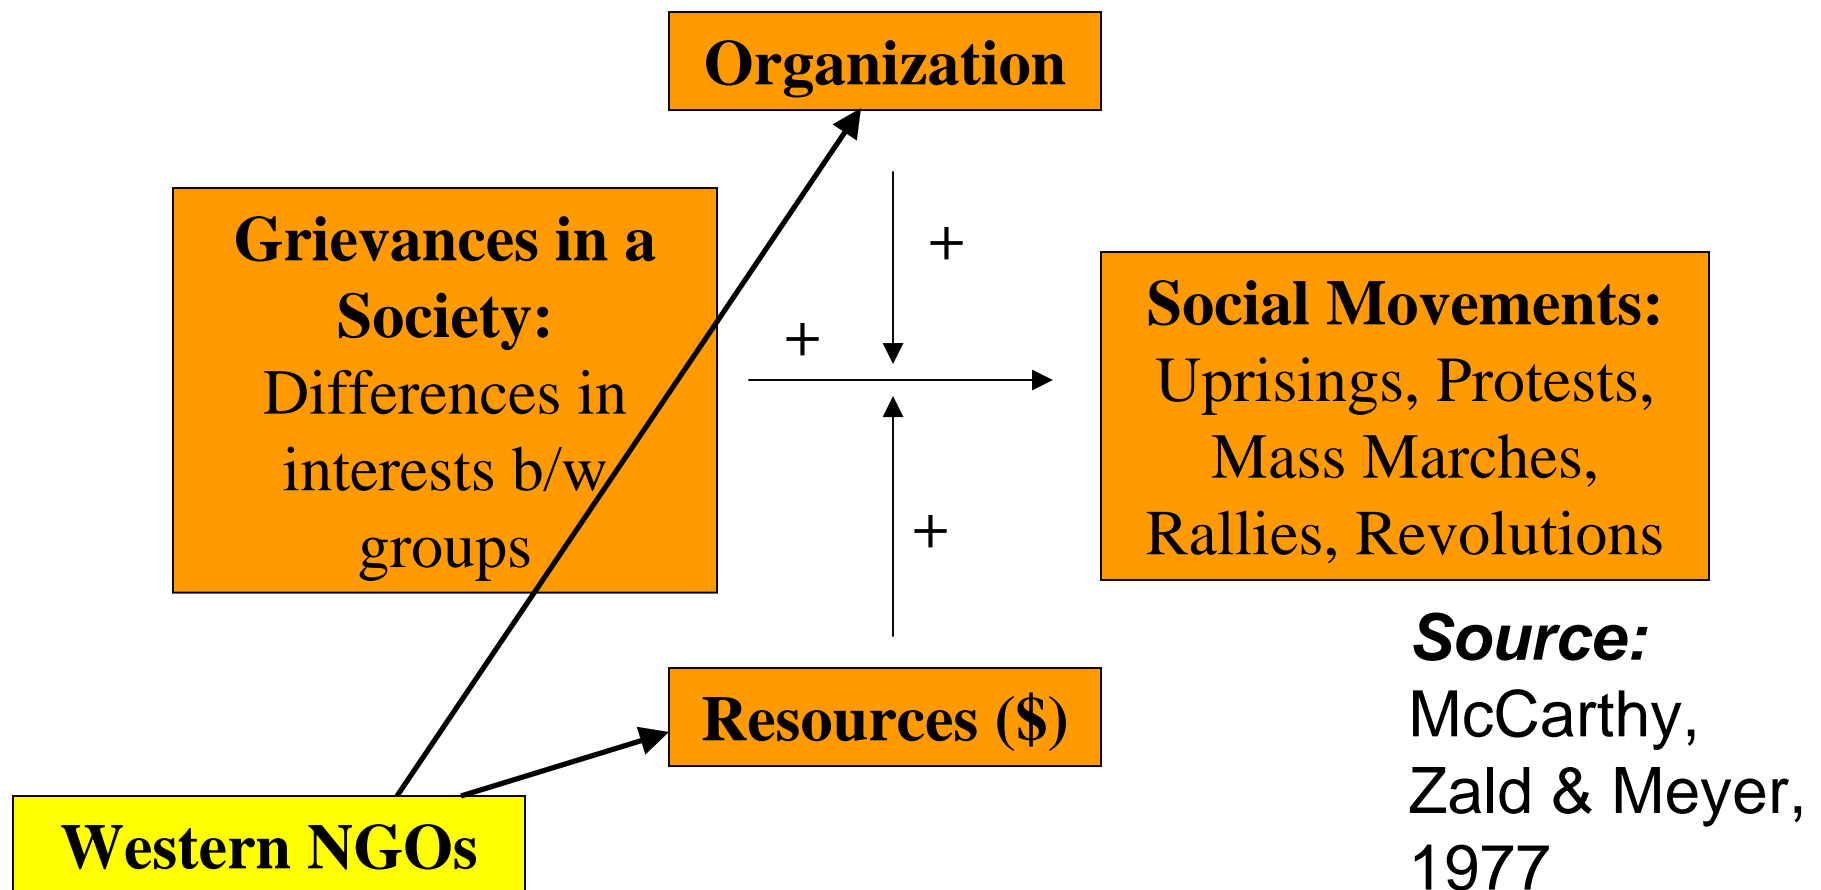 Organization
Grievances in a
Society:
Differences in
interests b/w
groups
+
+
+
Social Movements:
Uprisings, Protests,
Mass Marches,
Rallies, Revolutions
Resources ($)
Western NGOs
Source:
McCarthy,
Zald & Meyer,
1977